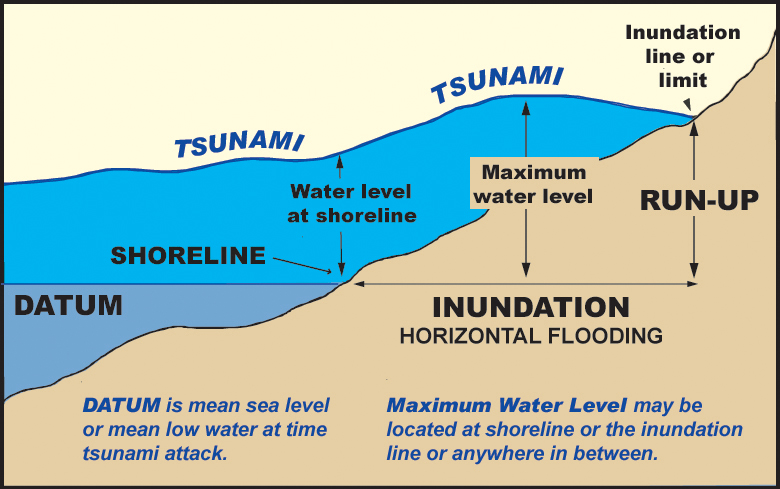 Inundation
line or
limit
TSUNAMI
TSUNAMI
Maximum
water level
Water level
at shoreline
RUN-UP
SHORELINE
DATUM
INUNDATION
HORIZONTAL FLOODING
DATUM is mean sea level
or mean low water at time
tsunami attack.
Maximum Water Level may be
located at shoreline or the inundation
line or anywhere in between.